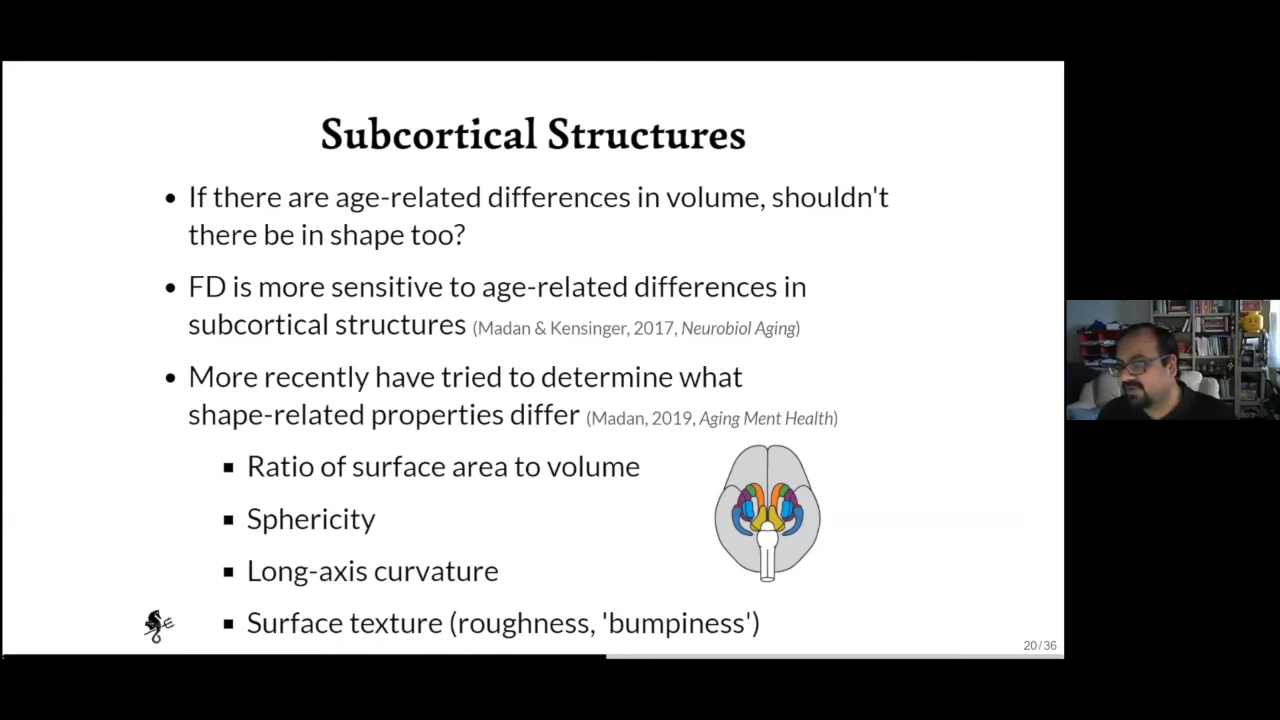 Subcortical Structures
• If there are age-related differences in volume, shouldn't
there be in shape too?
• FD is more sensitive to age-related differences in
subcortical structures (Madan & Kensinger, 2017, Neurobiol Aging)
• More recently have tried to determine what
shape-related properties differ (Madan, 2019, Aging Ment Health)
▪ Ratio of surface area to volume
▪ Sphericity
▪ Long-axis curvature
▪ Surface texture (roughness, 'bumpiness')
20/36